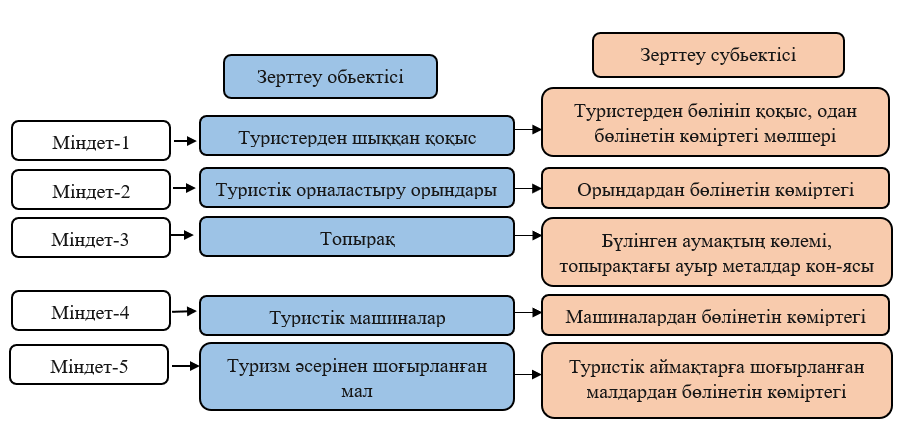 Зерттеу обьектісі
Зерттеу субьектісі
Міндет-1
Туристерден шыққан қоқыс
Туристерден бөлініп қоқыс, одан
бөлінетін көміртегі мөлшері
Міндет-2
Туристік орналастыру орындары
Орындардан бөлінетін көміртегі
Міндет-3
Топырақ
Бүлінген аумақтың көлемі,
топырақтағы ауыр металдар кон-ясы
Міндет-4
Туристік машиналар
Машиналардан бөлінетін көміртегі
Міндет-5
Туризм әсерінен шоғырланған
мал
Туристік аймақтарға шоғырланған
малдардан бөлінетін көміртегі